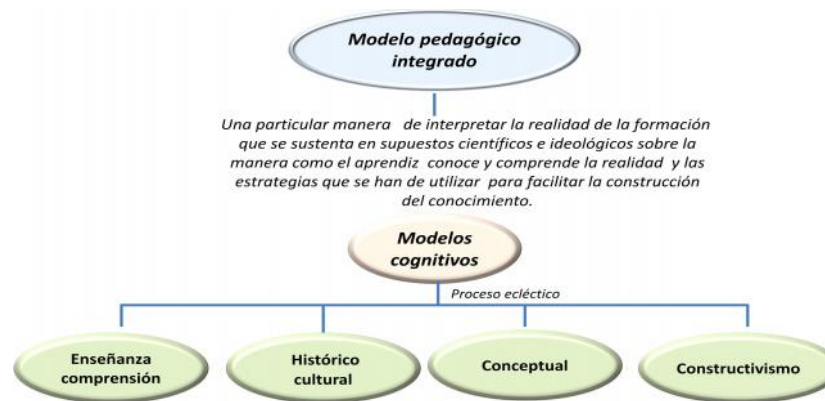 Modelo pedagógico
integrado
Una particular manera de interpretar la realidad de la formación
que se sustenta en supuestos científicos e ideológicos sobre la
manera como el aprendiz conoce y comprende la realidad y las
estrategias que se han de utilizar para facilitar la construcción
del conocimiento.
Modelos
cognitivos
Proceso ecléctico
Enseñanza
comprensión
Histórico
cultural
Conceptual
Constructivismo